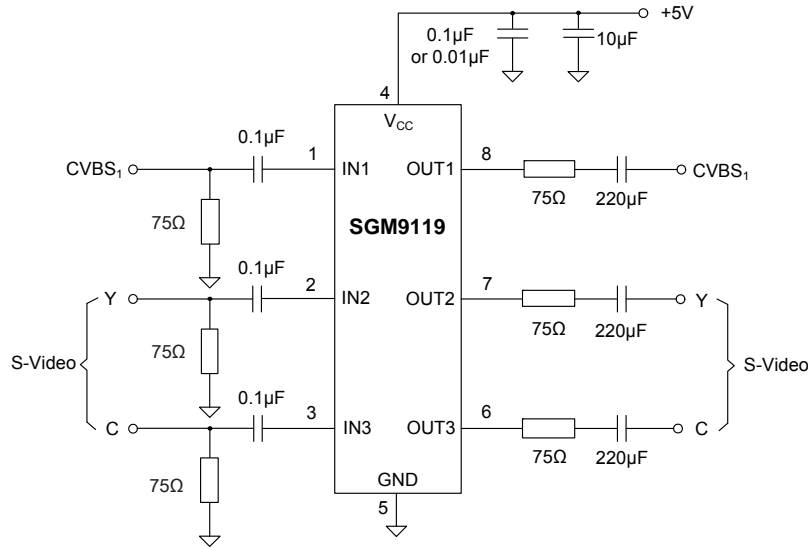 +5V
0.1µF
or 0.01µF
10µF
4
V_CC
0.1µF
1
8
CVBS₁
IN1
OUT1
CVBS₁
75Ω
220µF
75Ω
SGM9119
0.1µF
2
7
Y
IN2
OUT2
Y
75Ω
220µF
75Ω
S-Video
S-Video
0.1µF
3
6
C
IN3
OUT3
C
75Ω
220µF
75Ω
GND
5